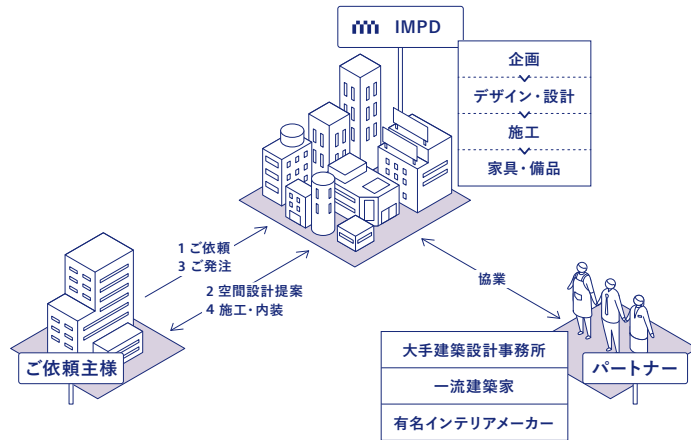 IMPD
企画
デザイン・設計
施工
家具・備品
1 ご依頼
3 ご発注
2 空間設計提案
4 施工・内装
協業
ご依頼主様
大手建築設計事務所
一流建築家
有名インテリアメーカー
パートナー